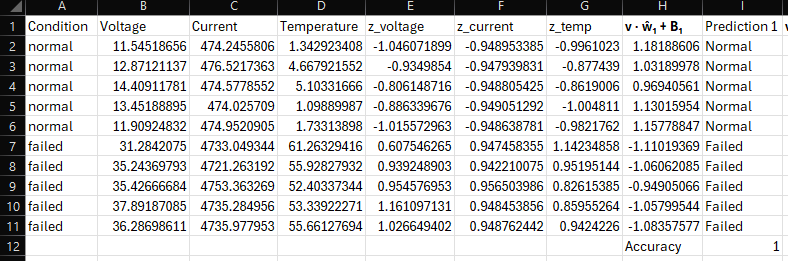 A B C D E F G H I
1 Condition Voltage Current Temperature z_voltage z_current z_temp v · ŵ₁ + B₁ Prediction 1
2 normal 11.54518656 474.2455806 1.342923408 -1.046071899 -0.948953385 -0.9961023 1.18188606 Normal
3 normal 12.87121137 476.5217363 4.667921552 -0.9349854 -0.947939831 -0.877439 1.03189978 Normal
4 normal 14.40911781 474.5778552 5.10331666 -0.806148716 -0.948805425 -0.8619006 0.96940561 Normal
5 normal 13.45188895 474.025709 1.09889987 -0.886339676 -0.949051292 -1.004811 1.13015954 Normal
6 normal 11.90924832 474.9520905 1.73313898 -1.015572963 -0.948638781 -0.9821762 1.15778847 Normal
7 failed 31.2842075 4733.049344 61.26329416 0.607546265 0.947458355 1.14234858 -1.11019369 Failed
8 failed 35.24369793 4721.263192 55.92827932 0.939248903 0.942210075 0.95195144 -1.06062085 Failed
9 failed 35.42666684 4753.363269 52.40337344 0.954576953 0.956503986 0.82615385 -0.94905066 Failed
10 failed 37.89187085 4735.284956 53.33922271 1.161097131 0.948453856 0.85955264 -1.05799544 Failed
11 failed 36.28698611 4735.977953 55.66127694 1.026649402 0.948762442 0.9424226 -1.08357577 Failed
12 Accuracy 1